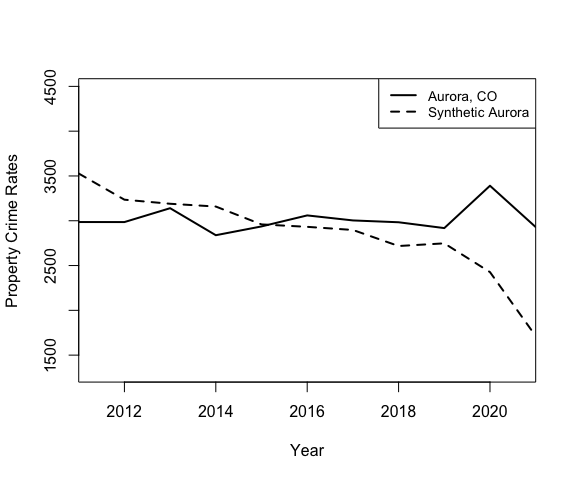 Aurora, CO
Synthetic Aurora
Property Crime Rates
4500
3500
2500
1500
2012 2014 2016 2018 2020
Year